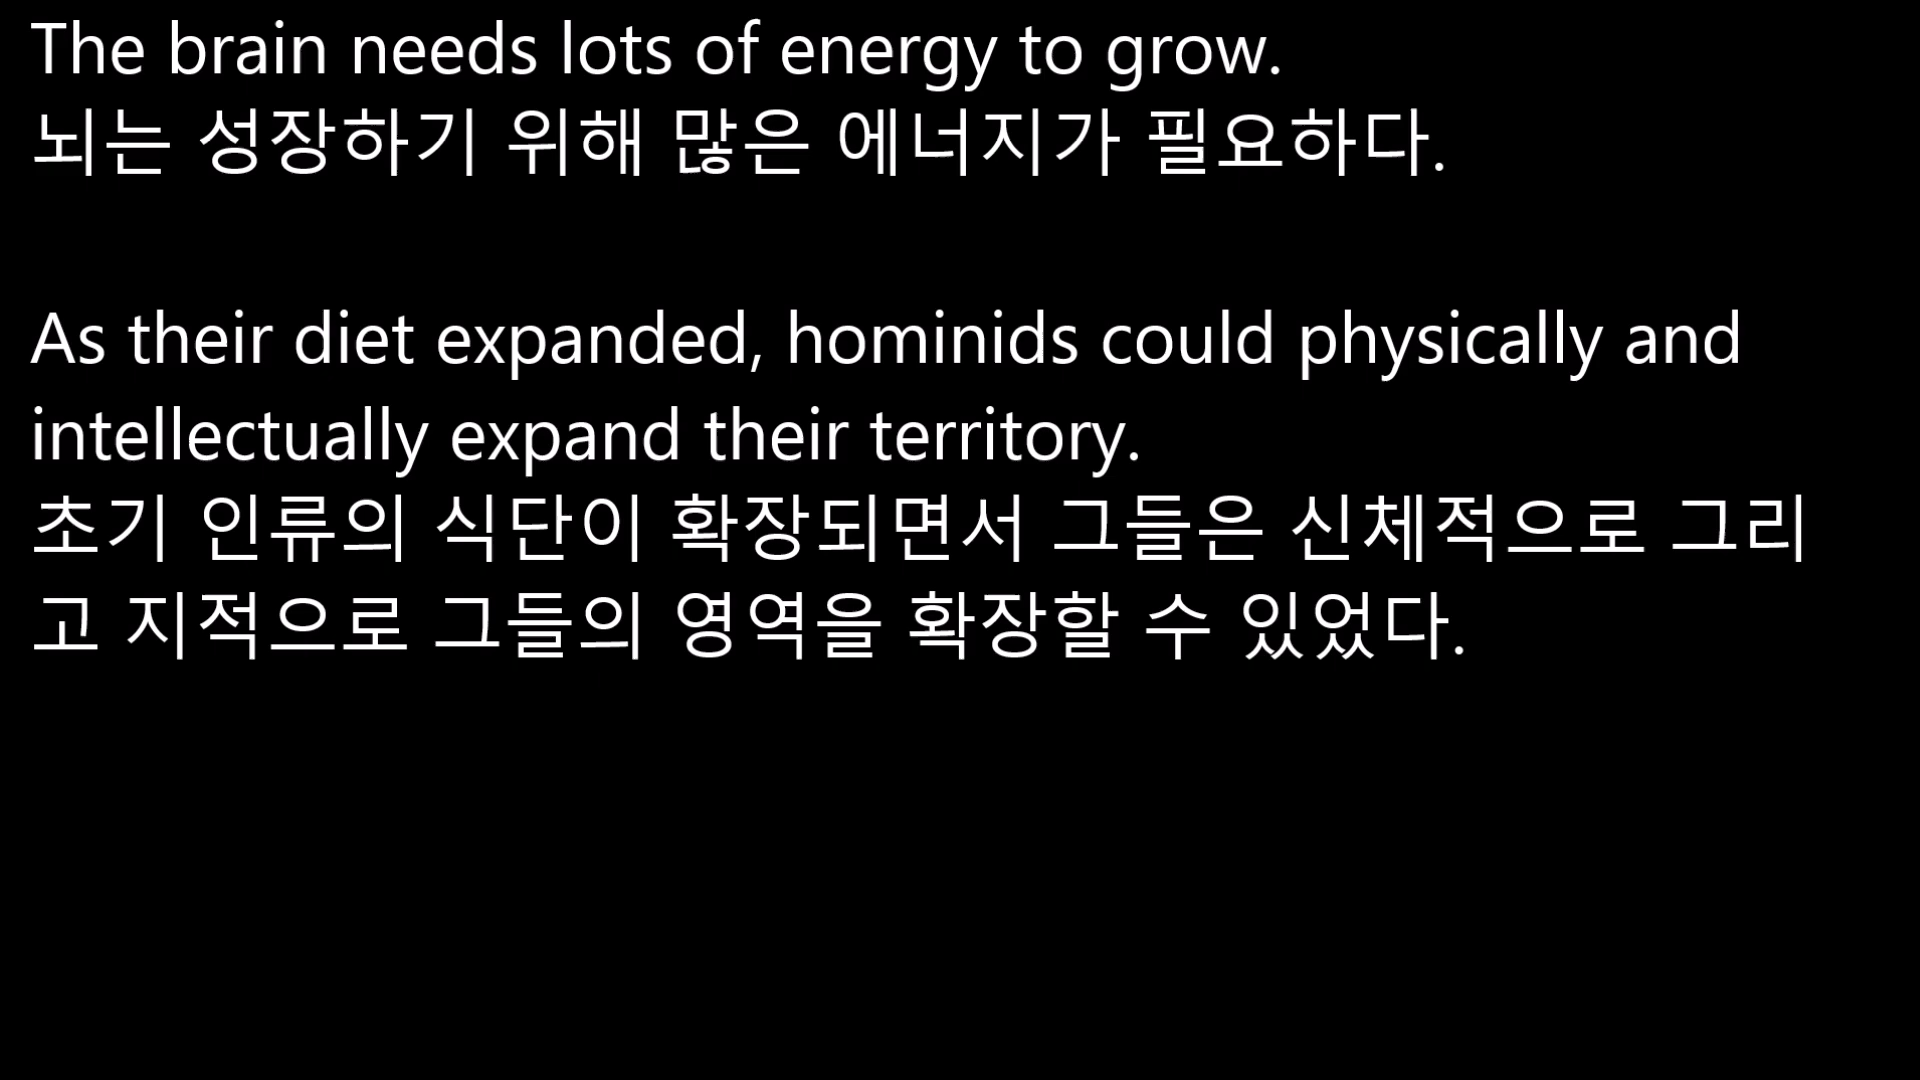 The brain needs lots of energy to grow.
뇌는 성장하기 위해 많은 에너지가 필요하다.
As their diet expanded, hominids could physically and
intellectually expand their territory.
초기 인류의 식단이 확장되면서 그들은 신체적으로 그리
고 지적으로 그들의 영역을 확장할 수 있었다.